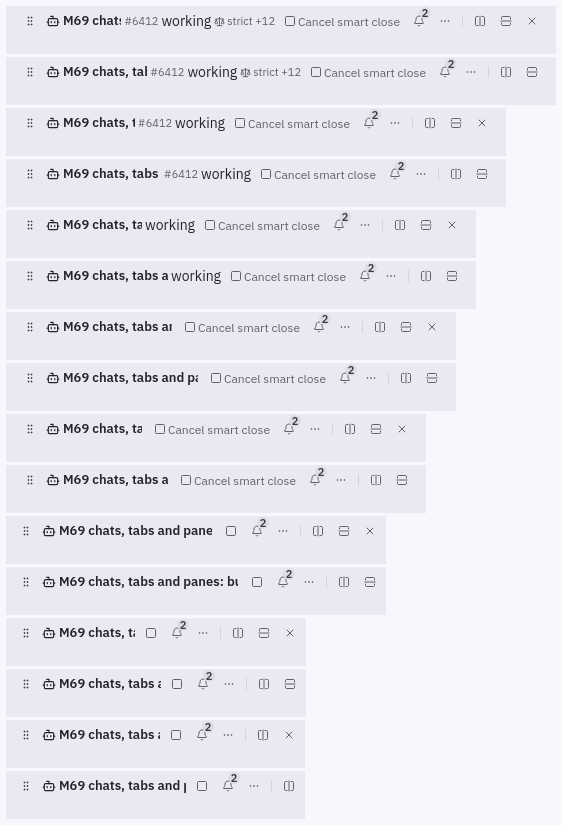 M69 chats #6412 working strict +12 Cancel smart close 2
M69 chats, tal #6412 working strict +12 Cancel smart close 2
M69 chats, t #6412 working Cancel smart close 2
M69 chats, tabs #6412 working Cancel smart close 2
M69 chats, ta working Cancel smart close 2
M69 chats, tabs a working Cancel smart close 2
M69 chats, tabs ar Cancel smart close 2
M69 chats, tabs and pa Cancel smart close 2
M69 chats, ta Cancel smart close 2
M69 chats, tabs a Cancel smart close 2
M69 chats, tabs and pane 2
M69 chats, tabs and panes: bu 2
M69 chats, ta 2
M69 chats, tabs a 2
M69 chats, tabs a 2
M69 chats, tabs and p 2